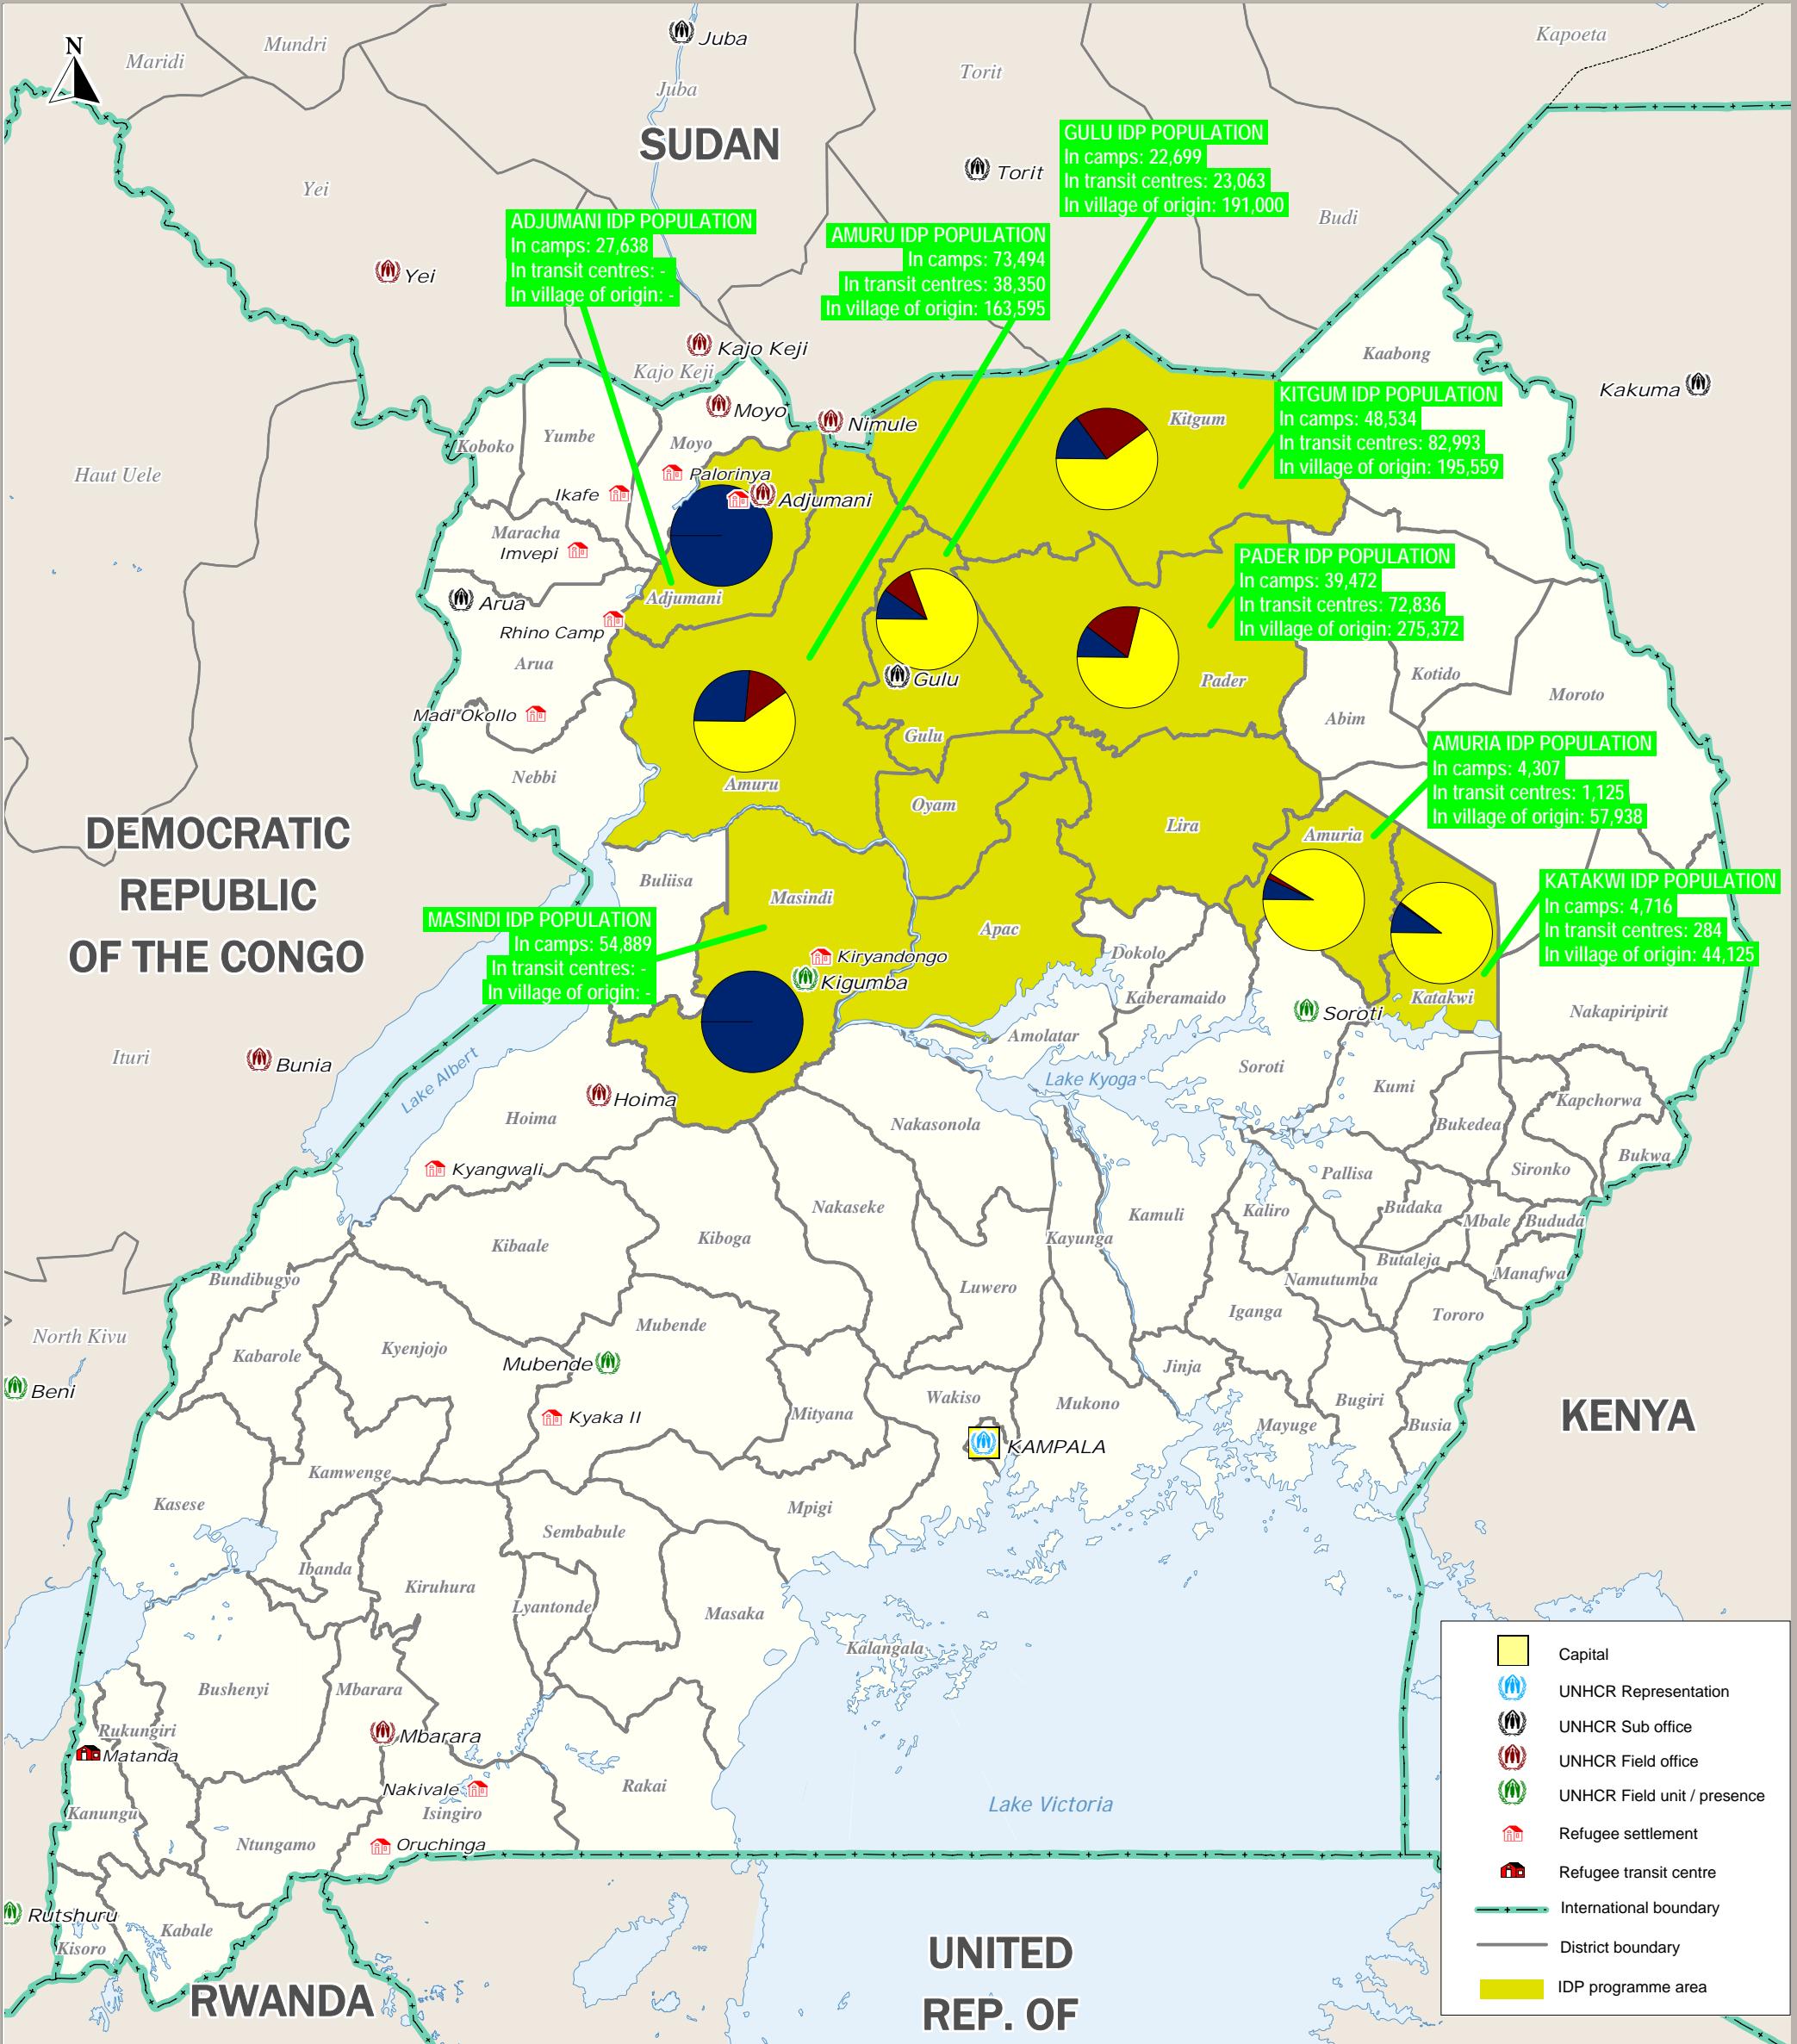 N
Maridi
Mundri
Juba
Juba
Torit
Kapoeta
SUDAN
Torit
Yei
Budi
Yei
GULU IDP POPULATION
In camps: 22,699
In transit centres: 23,063
In village of origin: 191,000
ADJUMANI IDP POPULATION
In camps: 27,638
In transit centres: -
In village of origin: -
AMURU IDP POPULATION
In camps: 73,494
In transit centres: 38,350
In village of origin: 163,595
Kajo Keji
Kajo Keji
Kaabong
Kakuma
KITGUM IDP POPULATION
In camps: 48,534
In transit centres: 82,993
In village of origin: 195,559
Moyo
Nimule
Kitgum
Koboko
Yumbe
Moyo
Haut Uele
Palorinya
Ikafe
Adjumani
Maracha
Imvepi
PADER IDP POPULATION
In camps: 39,472
In transit centres: 72,836
In village of origin: 275,372
Arua
Adjumani
Rhino Camp
Arua
Gulu
Pader
Kotido
Moroto
Madi Okollo
Abim
Gulu
Nebbi
Amuru
Oyam
Lira
Amuria
AMURIA IDP POPULATION
In camps: 4,307
In transit centres: 1,125
In village of origin: 57,938
DEMOCRATIC
REPUBLIC
OF THE CONGO
Buliisa
Masindi
Apac
KATAKWI IDP POPULATION
In camps: 4,716
In transit centres: 284
In village of origin: 44,125
MASINDI IDP POPULATION
In camps: 54,889
In transit centres: -
In village of origin: -
Kiryandongo
Kigumba
Dokolo
Kaberamaido
Katakwi
Soroti
Nakapiripirit
Amolatar
Ituri
Bunia
Lake Albert
Lake Kyoga
Soroti
Kumi
Hoima
Hoima
Nakasonola
Bukedea
Kapchorwa
Kyangwali
Pallisa
Sironko
Bukwa
Nakaseke
Kamuli
Kaliro
Budaka
Mbale
Bududa
Kibaale
Kiboga
Kayunga
Butaleja
Manafwa
Bundibugyo
Luwero
Namutumba
North Kivu
Mubende
Iganga
Tororo
Kabarole
Kyenjojo
Mubende
Jinja
Beni
Wakiso
Mukono
Bugiri
Kyaka II
Mityana
Mayuge
Busia
KENYA
KAMPALA
Kamwenge
Kasese
Mpigi
Sembabule
Ibanda
Kiruhura
Lyantonde
Masaka
Kalangala
Bushenyi
Mbarara
Rukungiri
Mbarara
Matanda
Nakivale
Rakai
Kanungu
Isingiro
Lake Victoria
Ntungamo
Oruchinga
Rutshuru
Kabale
Kisoro
RWANDA
UNITED
REP. OF
Capital
UNHCR Representation
UNHCR Sub office
UNHCR Field office
UNHCR Field unit / presence
Refugee settlement
Refugee transit centre
International boundary
District boundary
IDP programme area